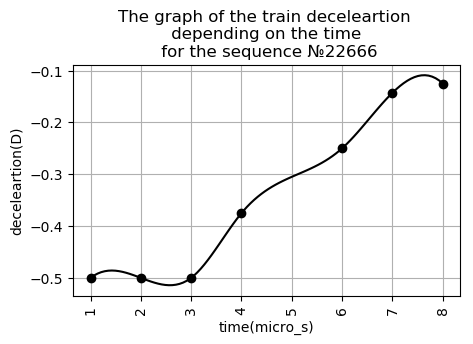 The graph of the train deceleartion
depending on the time
for the sequence №22666
−0.1
−0.2
−0.3
−0.4
−0.5
deceleartion(D)
1 2 3 4 5 6 7 8
time(micro_s)